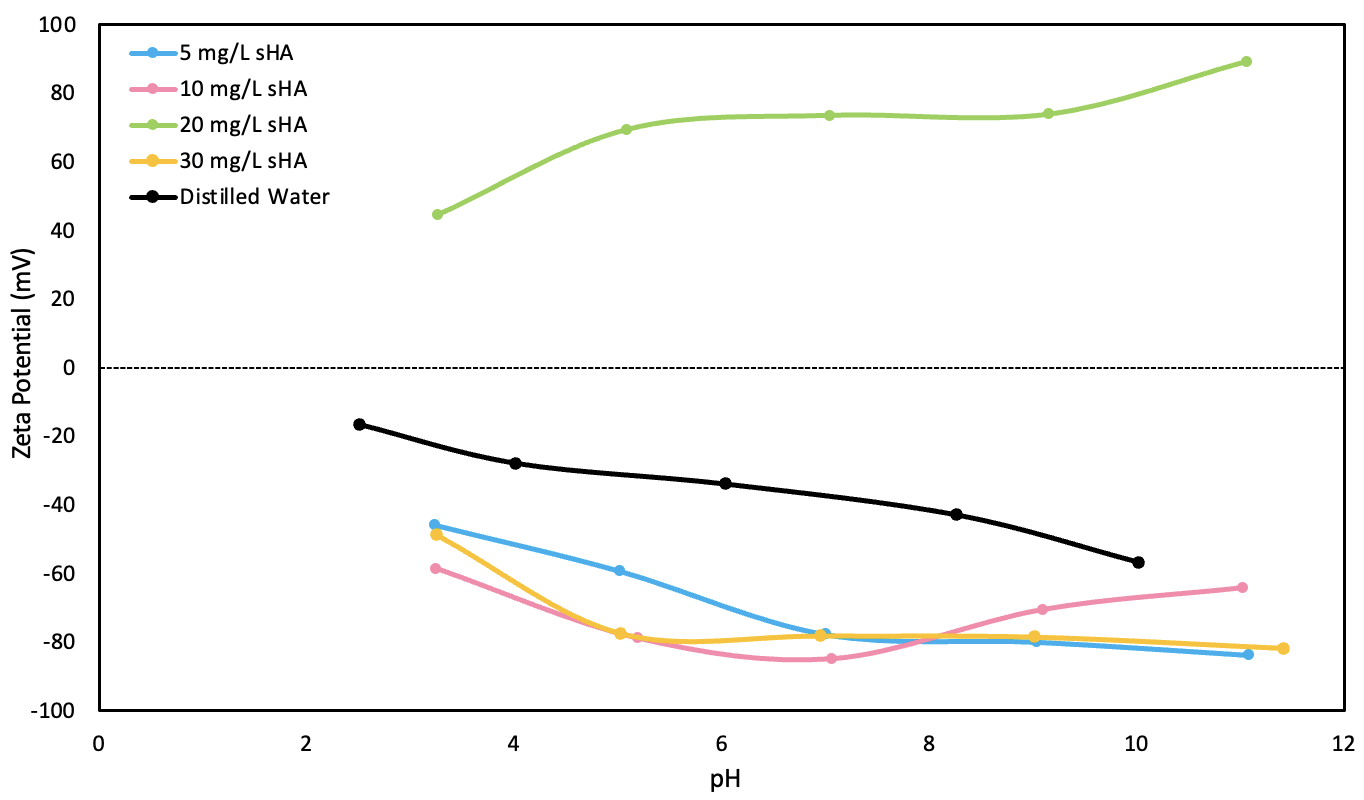 100
80
60
40
20
0
-20
-40
-60
-80
-100
Zeta Potential (mV)
5 mg/L sHA
10 mg/L sHA
20 mg/L sHA
30 mg/L sHA
Distilled Water
0 2 4 6 8 10 12
pH